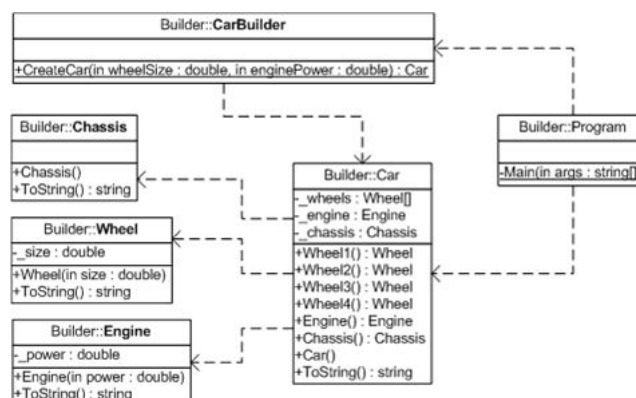 Builder::CarBuilder
+CreateCar(in wheelSize : double, in enginePower : double) : Car
Builder::Chassis
+Chassis()
+ToString() : string
Builder::Wheel
-_size : double
+Wheel(in size : double)
+ToString() : string
Builder::Engine
-_power : double
+Engine(in power : double)
+ToString() : string
Builder::Car
-_wheels : Wheel[]
-_engine : Engine
-_chassis : Chassis
+Wheel1() : Wheel
+Wheel2() : Wheel
+Wheel3() : Wheel
+Wheel4() : Wheel
+Engine() : Engine
+Chassis() : Chassis
+Car()
+ToString() : string
Builder::Program
-Main(in args : string[])